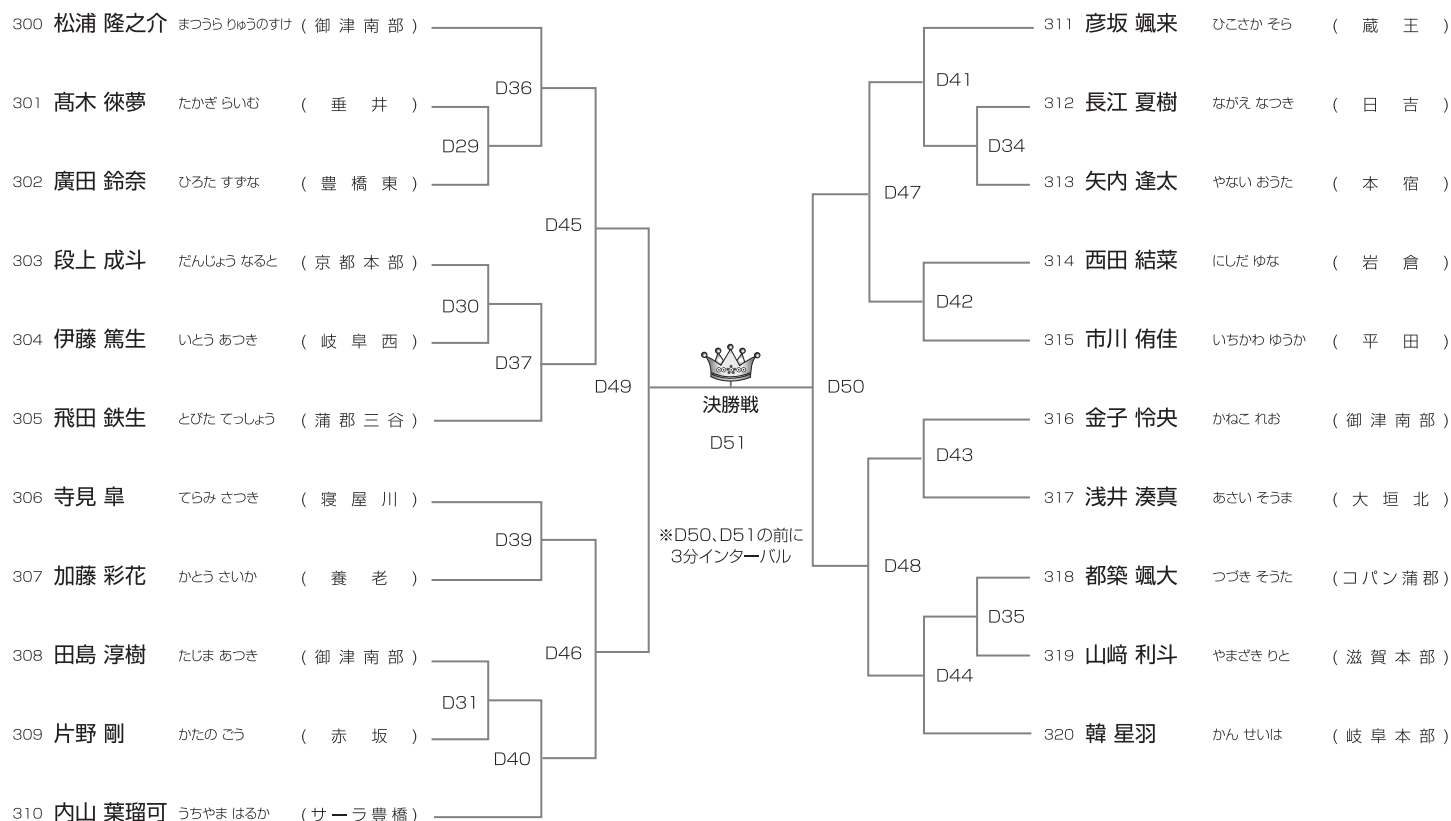 300 松浦 隆之介 まつうら りゅうのすけ (御津南部)
D36
301 髙木 徠夢 たかぎ らいむ (垂井)
D29
302 廣田 鈴奈 ひろた すずな (豊橋東)
D45
303 段上 成斗 だんじょう なると (京都本部)
D30
304 伊藤 篤生 いとう あつき (岐阜西)
D37
305 飛田 鉄生 とびた てっしょう (蒲郡三谷)
D49
306 寺見 皐 てらみ さつき (寝屋川)
D39
307 加藤 彩花 かとう さいか (養老)
D46
308 田島 淳樹 たじま あつき (御津南部)
D31
309 片野 剛 かたの ごう (赤坂)
D40
310 内山 葉瑠可 うちやま はるか (サーラ豊橋)
決勝戦
D51
※D50、D51の前に
3分インターバル
311 彦坂 颯来 ひこさか そら (蔵王)
D41
312 長江 夏樹 ながえ なつき (日吉)
D34
313 矢内 逢太 やない おうた (本宿)
D47
314 西田 結菜 にしだ ゆな (岩倉)
D42
315 市川 侑佳 いちかわ ゆうか (平田)
D50
316 金子 怜央 かねこ れお (御津南部)
D43
317 浅井 湊真 あさい そうま (大垣北)
D48
318 都築 颯大 つづき そうた (コパン蒲郡)
D35
319 山﨑 利斗 やまざき りと (滋賀本部)
D44
320 韓 星羽 かん せいは (岐阜本部)